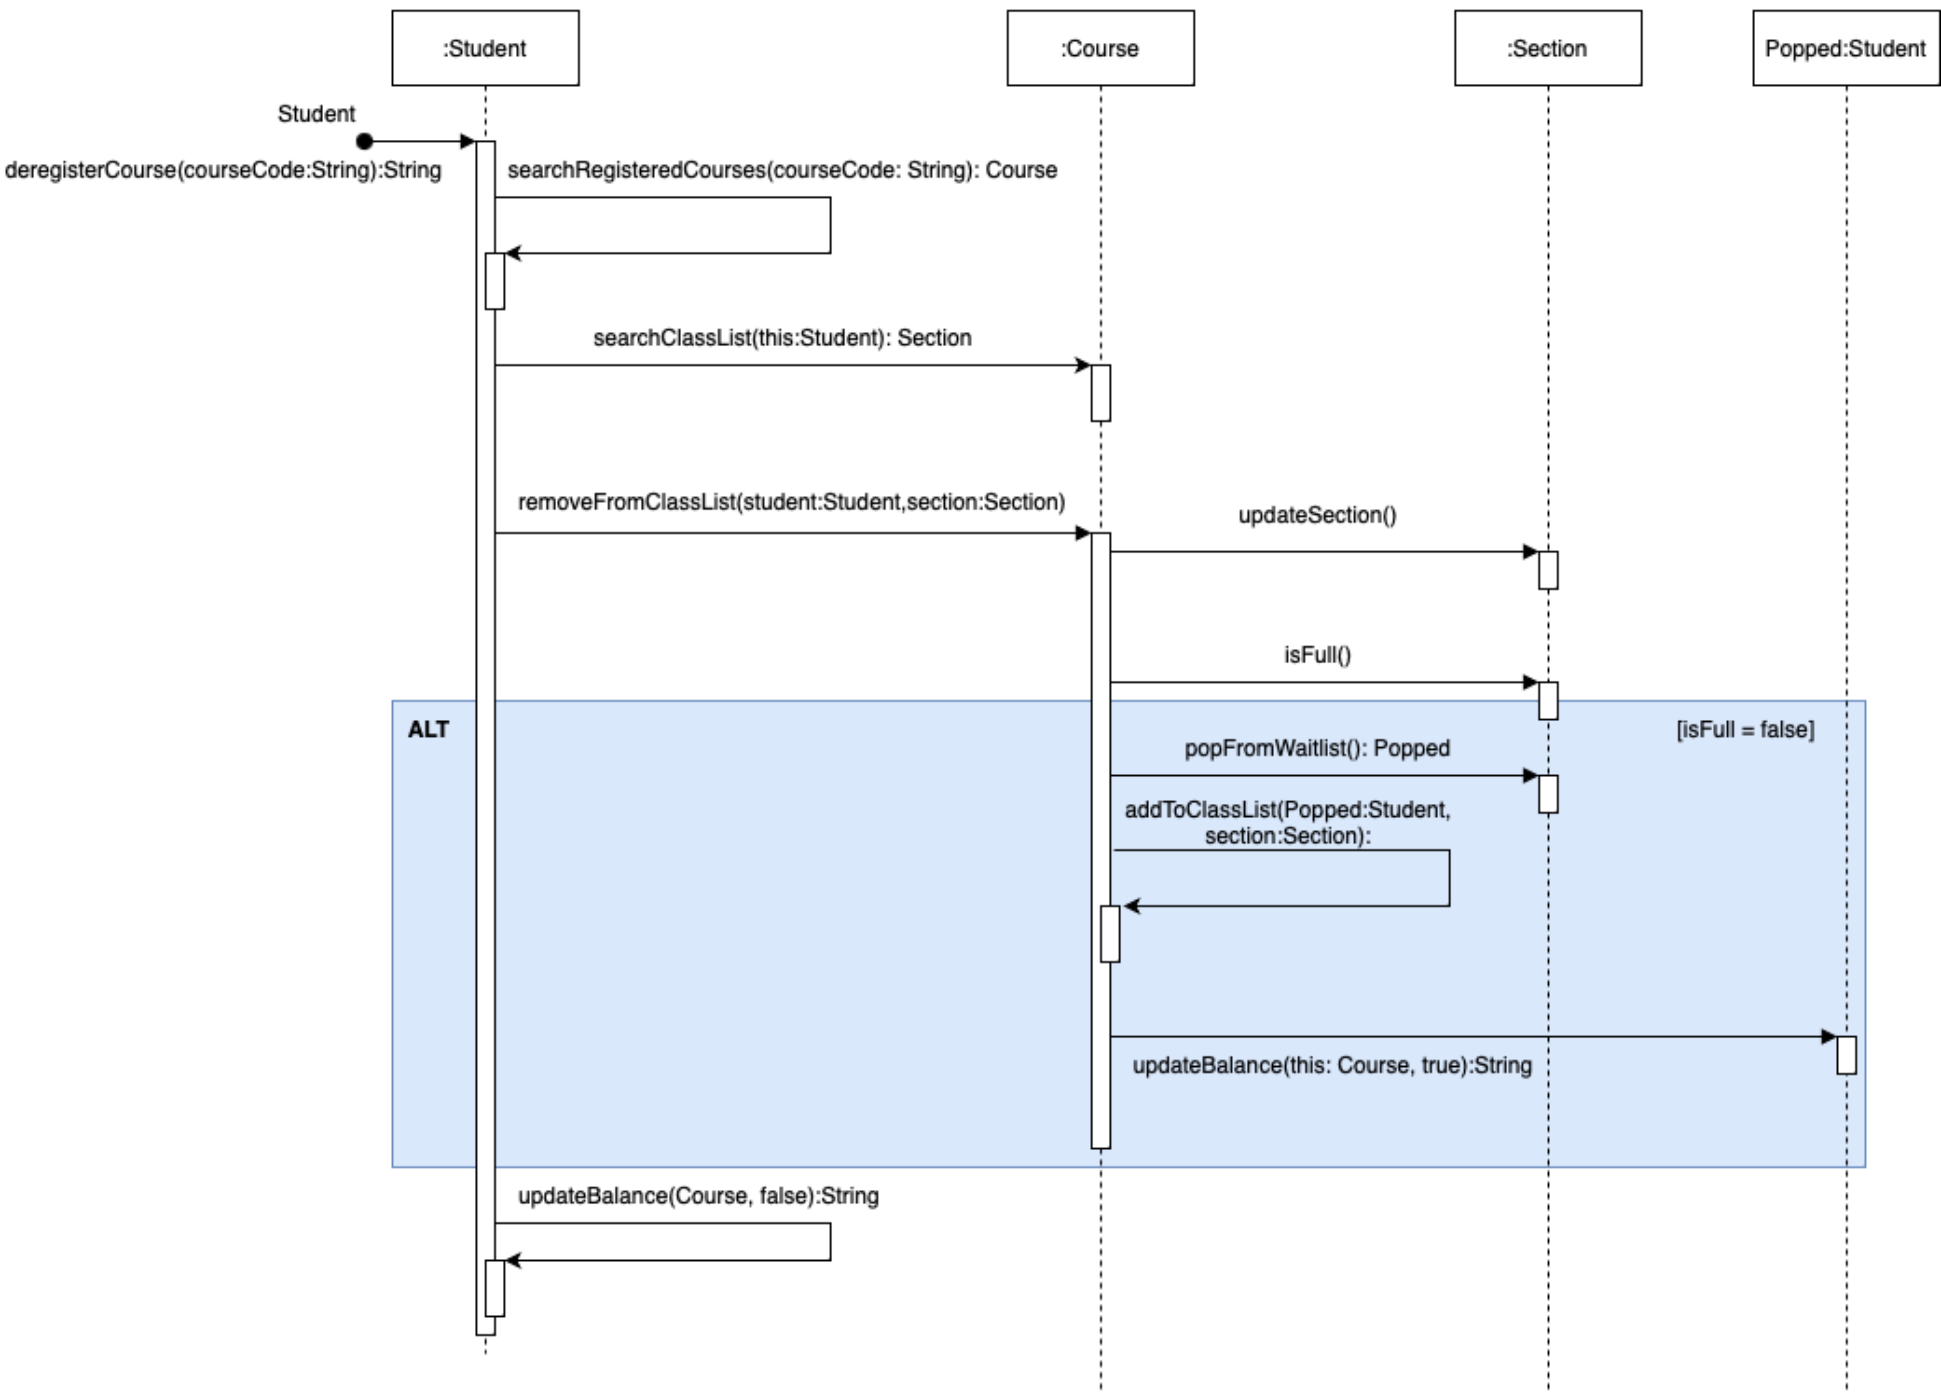 :Student
:Course
:Section
Popped:Student
Student
deregisterCourse(courseCode:String):String
searchRegisteredCourses(courseCode: String): Course
searchClassList(this:Student): Section
removeFromClassList(student:Student,section:Section)
updateSection()
isFull()
ALT
[isFull = false]
popFromWaitlist(): Popped
addToClassList(Popped:Student,
section:Section):
updateBalance(this: Course, true):String
updateBalance(Course, false):String